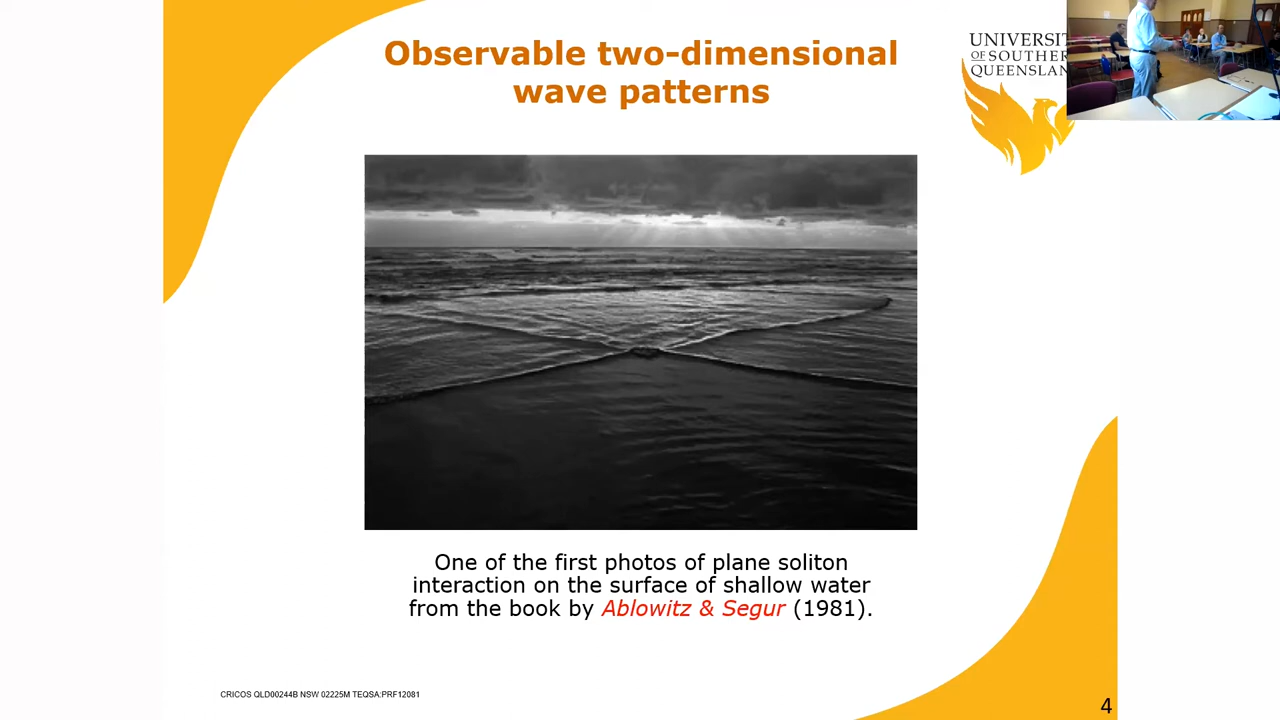 Observable two-dimensional
wave patterns
UNIVERSIT
OF SOUTHER
QUEENSLAN
One of the first photos of plane soliton
interaction on the surface of shallow water
from the book by Ablowitz & Segur (1981).
CRICOS QLD00244B NSW 02225M TEQSA:PRF12081
4